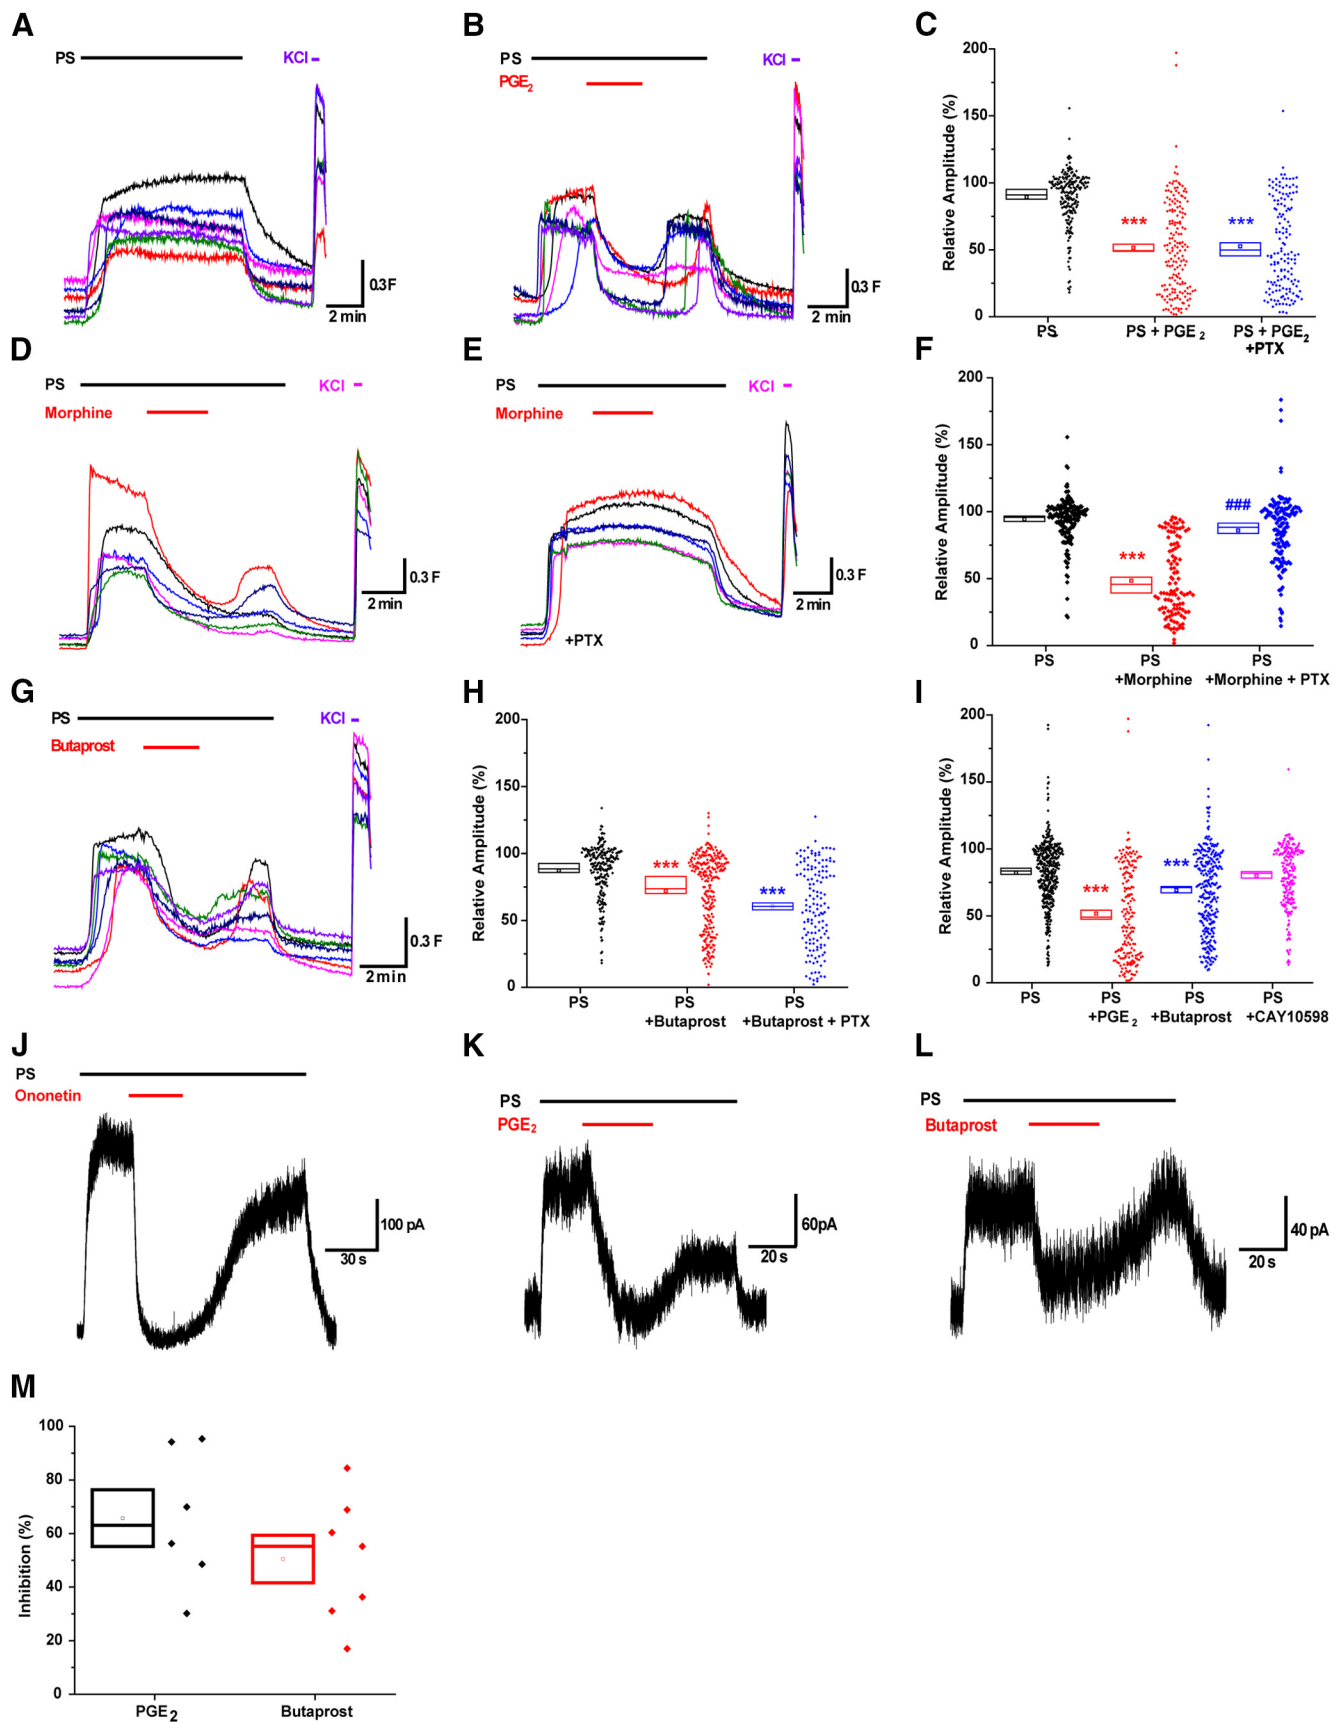 A
PS
KCl
0.3 F
2 min
B
PS
KCl
PGE2
0.3 F
2 min
C
200
150
100
50
0
Relative Amplitude (%)
***
***
PS
PS + PGE 2
PS + PGE2
+PTX
D
PS
KCl
Morphine
0.3 F
2 min
E
PS
KCl
Morphine
0.3 F
2 min
+PTX
F
200
150
100
50
0
Relative Amplitude (%)
***
###
PS
PS
+Morphine
PS
+Morphine + PTX
G
PS
KCl
Butaprost
0.3 F
2 min
H
200
150
100
50
0
Relative Amplitude (%)
***
***
PS
PS
+Butaprost
PS
+Butaprost + PTX
I
200
150
100
50
0
Relative Amplitude (%)
***
***
PS
PS
+PGE 2
PS
+Butaprost
PS
+CAY10598
J
PS
Ononetin
100 pA
30 s
K
PS
PGE2
60pA
20 s
L
PS
Butaprost
40 pA
20 s
M
100
80
60
40
20
0
Inhibition (%)
PGE2
Butaprost